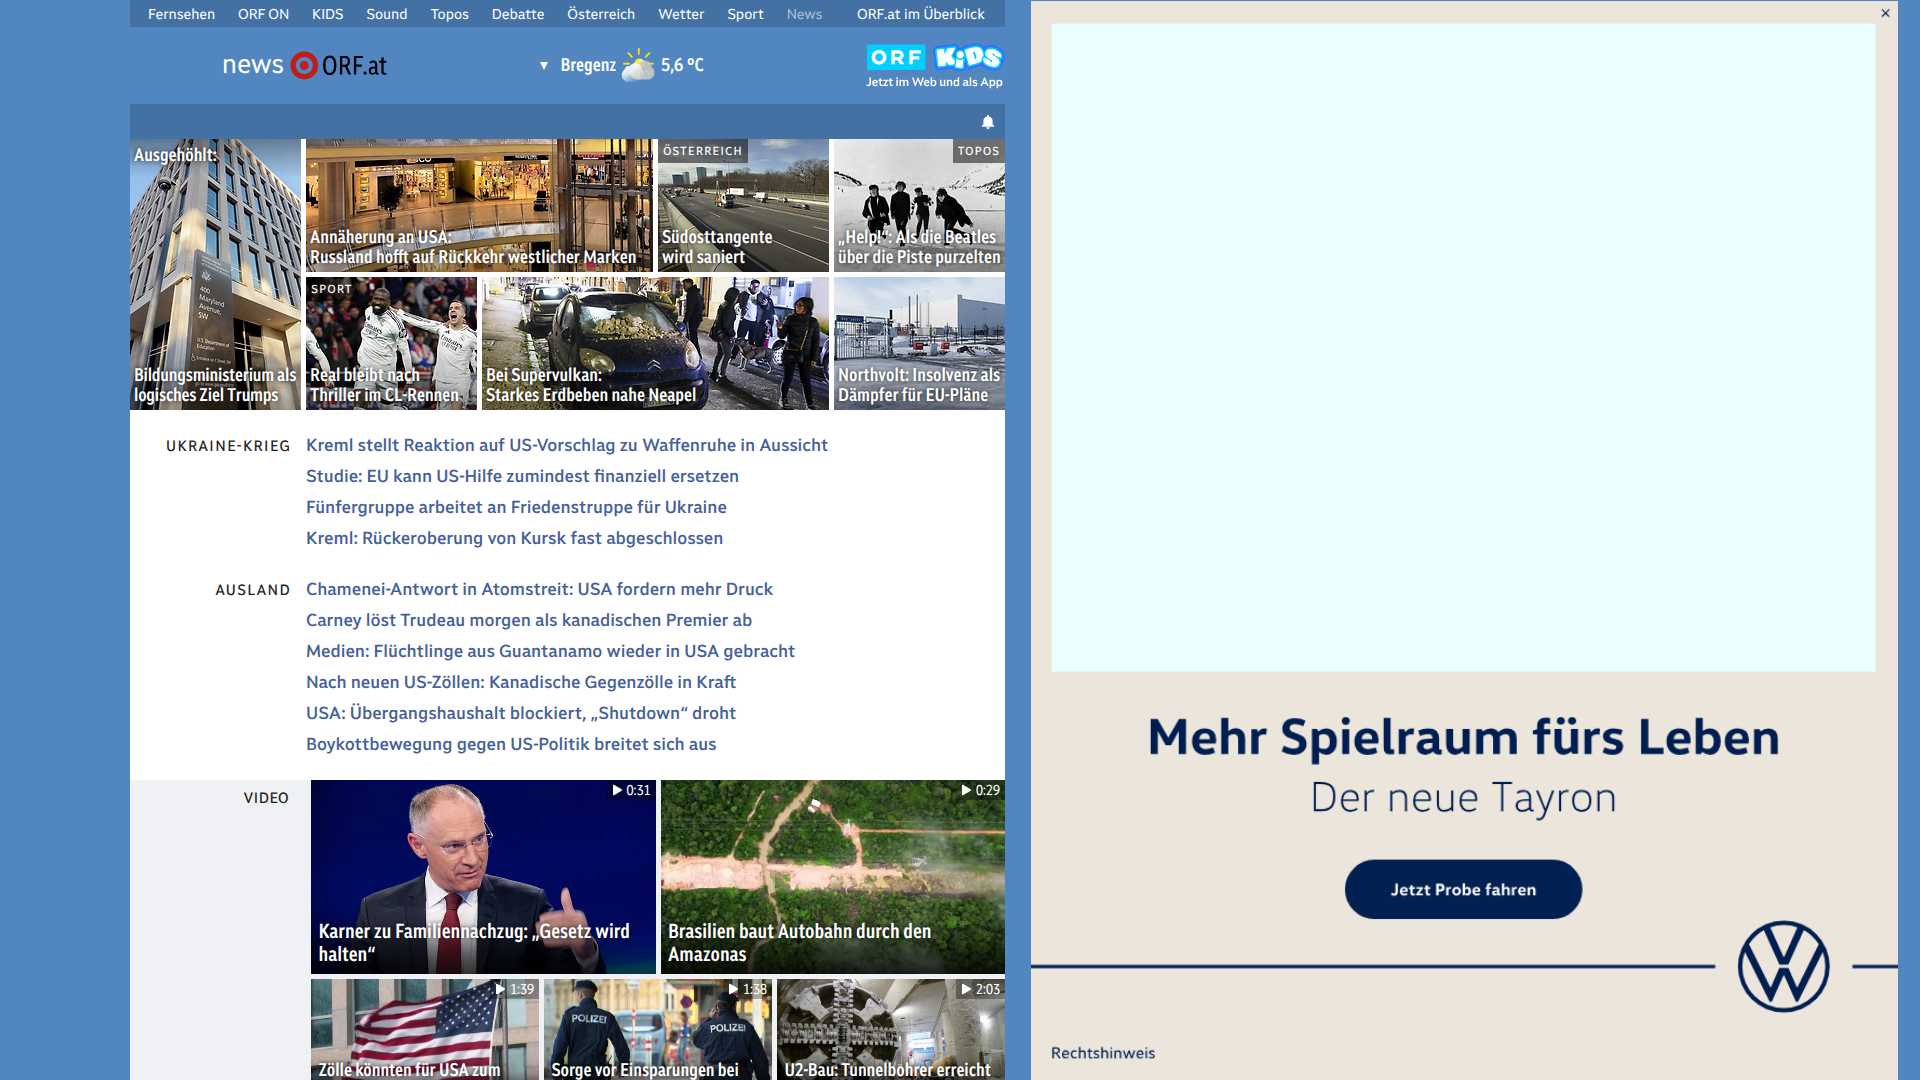 Fernsehen ORF ON KIDS Sound Topos Debatte Österreich Wetter Sport News ORF.at im Überblick
news ORF.at
▼ Bregenz 5,6 °C
ORF KiDS
Jetzt im Web und als App
Ausgehöhlt:
Bildungsministerium als
logisches Ziel Trumps
400
Maryland
Avenue,
SW
U.S. Department of
Education
Annäherung an USA:
Russland hofft auf Rückkehr westlicher Marken
ÖSTERREICH
Südosttangente
wird saniert
TOPOS
„Help!“: Als die Beatles
über die Piste purzelten
SPORT
Real bleibt nach
Thriller im CL-Rennen
Bei Supervulkan:
Starkes Erdbeben nahe Neapel
Northvolt: Insolvenz als
Dämpfer für EU-Pläne
UKRAINE-KRIEG
Kreml stellt Reaktion auf US-Vorschlag zu Waffenruhe in Aussicht
Studie: EU kann US-Hilfe zumindest finanziell ersetzen
Fünfergruppe arbeitet an Friedenstruppe für Ukraine
Kreml: Rückeroberung von Kursk fast abgeschlossen
AUSLAND
Chamenei-Antwort in Atomstreit: USA fordern mehr Druck
Carney löst Trudeau morgen als kanadischen Premier ab
Medien: Flüchtlinge aus Guantanamo wieder in USA gebracht
Nach neuen US-Zöllen: Kanadische Gegenzölle in Kraft
USA: Übergangshaushalt blockiert, „Shutdown“ droht
Boykottbewegung gegen US-Politik breitet sich aus
VIDEO
0:31
Karner zu Familiennachzug: „Gesetz wird
halten“
0:29
Brasilien baut Autobahn durch den
Amazonas
1:39
Zölle könnten für USA zum
1:38
POLIZEI
POLIZEI
Sorge vor Einsparungen bei
2:03
U2-Bau: Tunnelbohrer erreicht
Mehr Spielraum fürs Leben
Der neue Tayron
Jetzt Probe fahren
Rechtshinweis